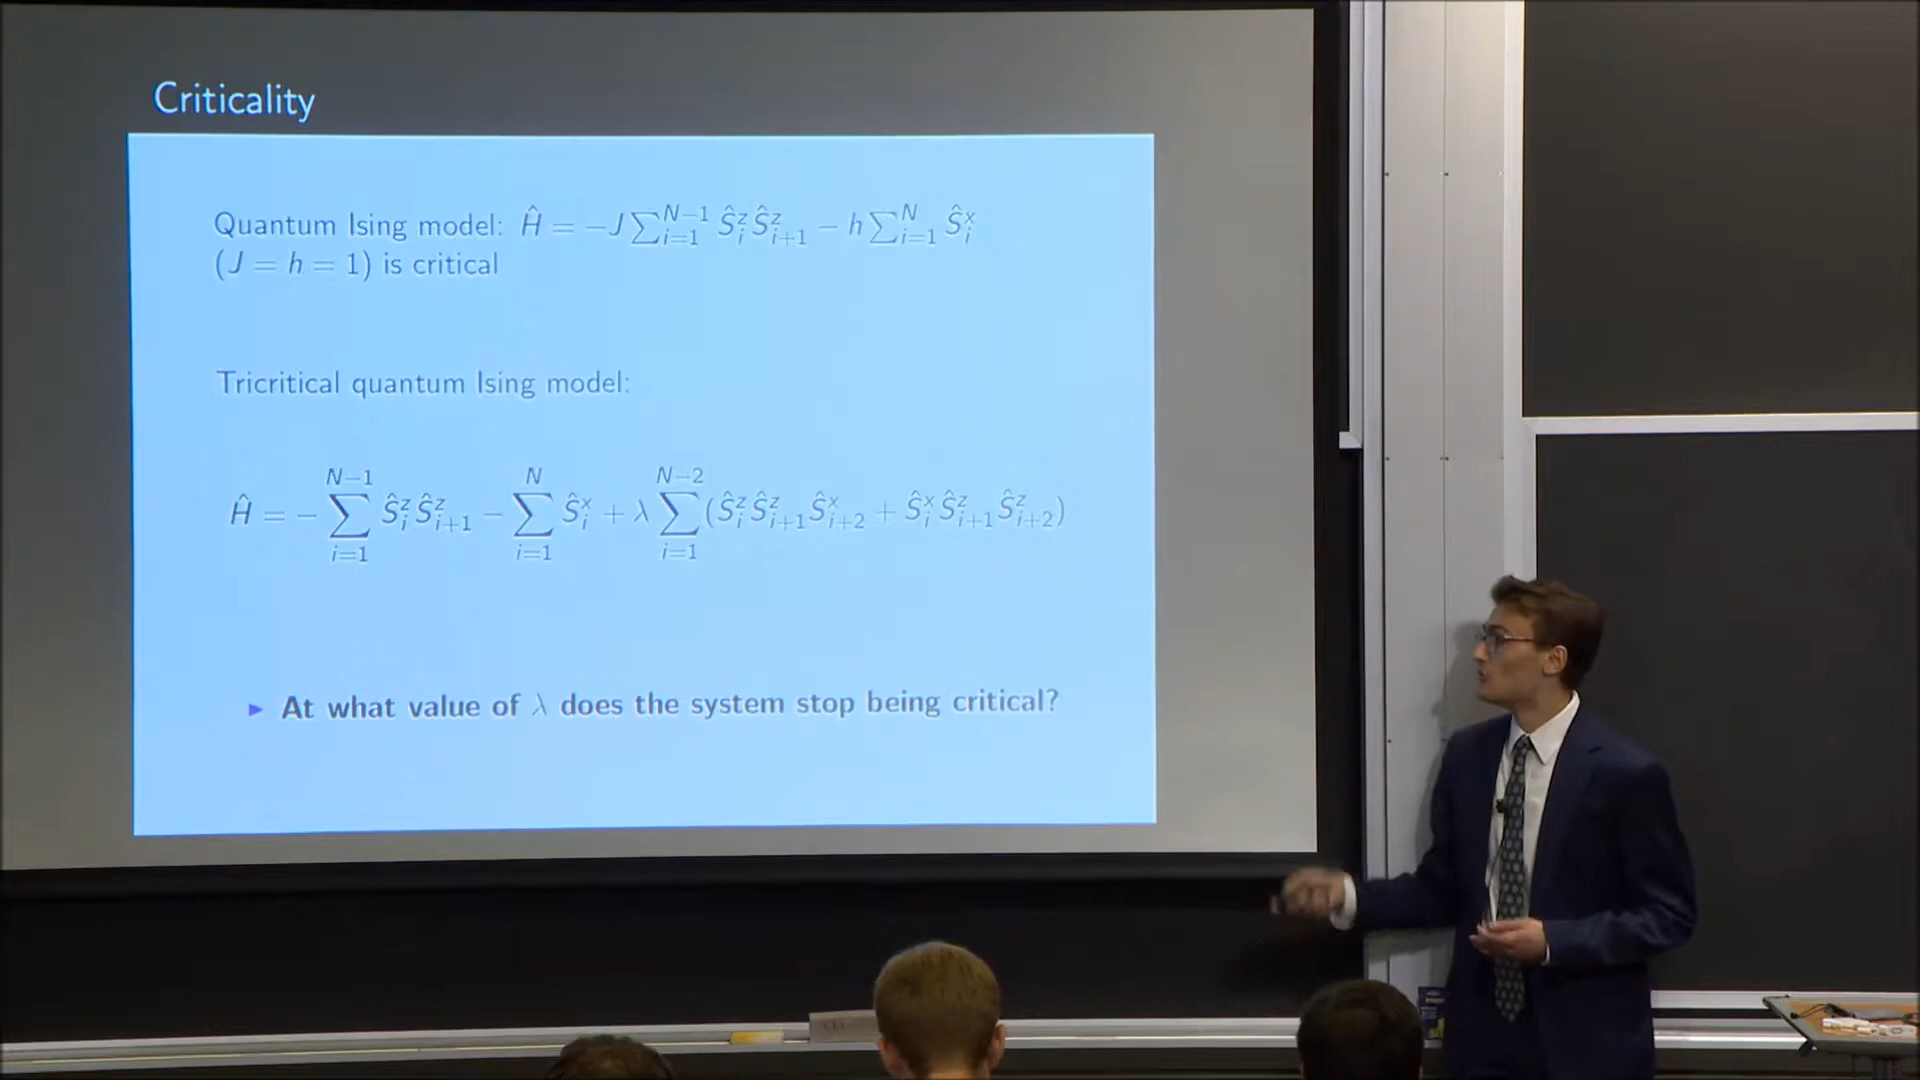 Criticality
Quantum Ising model: Ĥ = −J∑_{i=1}^{N−1} Ŝ_i^z Ŝ_{i+1}^z − h∑_{i=1}^{N} Ŝ_i^x
(J = h = 1) is critical
Tricritical quantum Ising model:
Ĥ = − ∑_{i=1}^{N−1} Ŝ_i^z Ŝ_{i+1}^z − ∑_{i=1}^{N} Ŝ_i^x + λ ∑_{i=1}^{N−2} (Ŝ_i^z Ŝ_{i+1}^z Ŝ_{i+2}^x + Ŝ_i^x Ŝ_{i+1}^z Ŝ_{i+2}^z)
▶ At what value of λ does the system stop being critical?